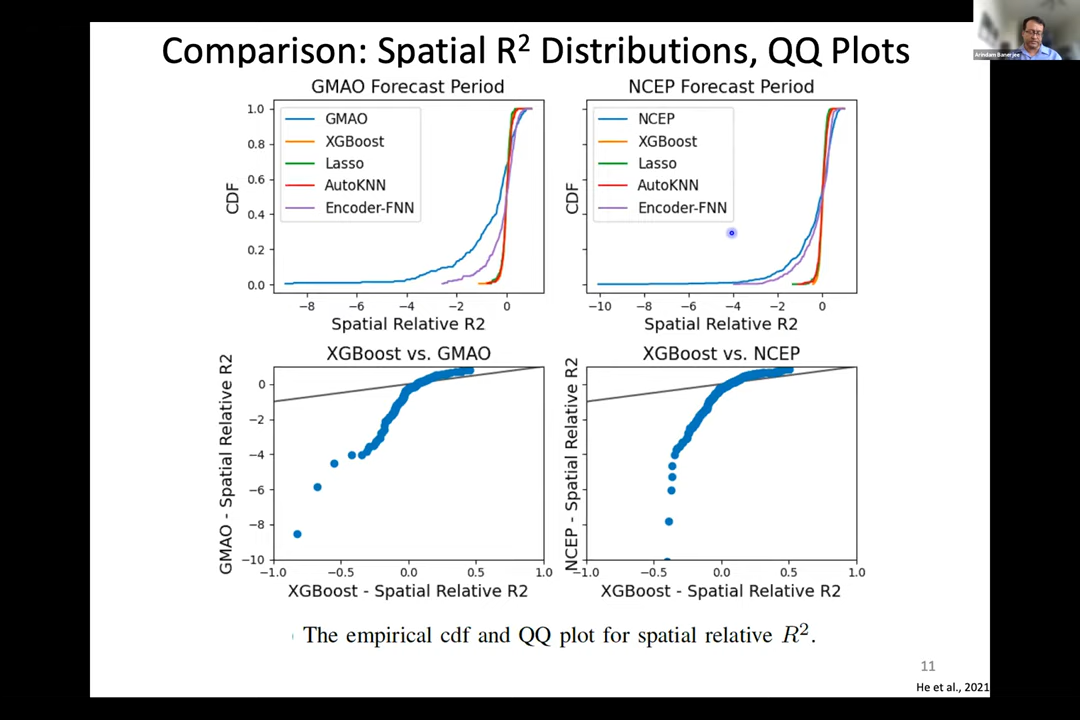 Comparison: Spatial R² Distributions, QQ Plots
Arindam Banerjee
GMAO Forecast Period
NCEP Forecast Period
CDF
1.0
0.8
0.6
0.4
0.2
0.0
GMAO
XGBoost
Lasso
AutoKNN
Encoder-FNN
−8 −6 −4 −2 0
Spatial Relative R2
CDF
NCEP
XGBoost
Lasso
AutoKNN
Encoder-FNN
−10 −8 −6 −4 −2 0
Spatial Relative R2
XGBoost vs. GMAO
XGBoost vs. NCEP
GMAO - Spatial Relative R2
0
−2
−4
−6
−8
−10
−1.0 −0.5 0.0 0.5 1.0
XGBoost - Spatial Relative R2
NCEP - Spatial Relative R2
−1.0 −0.5 0.0 0.5 1.0
XGBoost - Spatial Relative R2
The empirical cdf and QQ plot for spatial relative R².
11
He et al., 2021